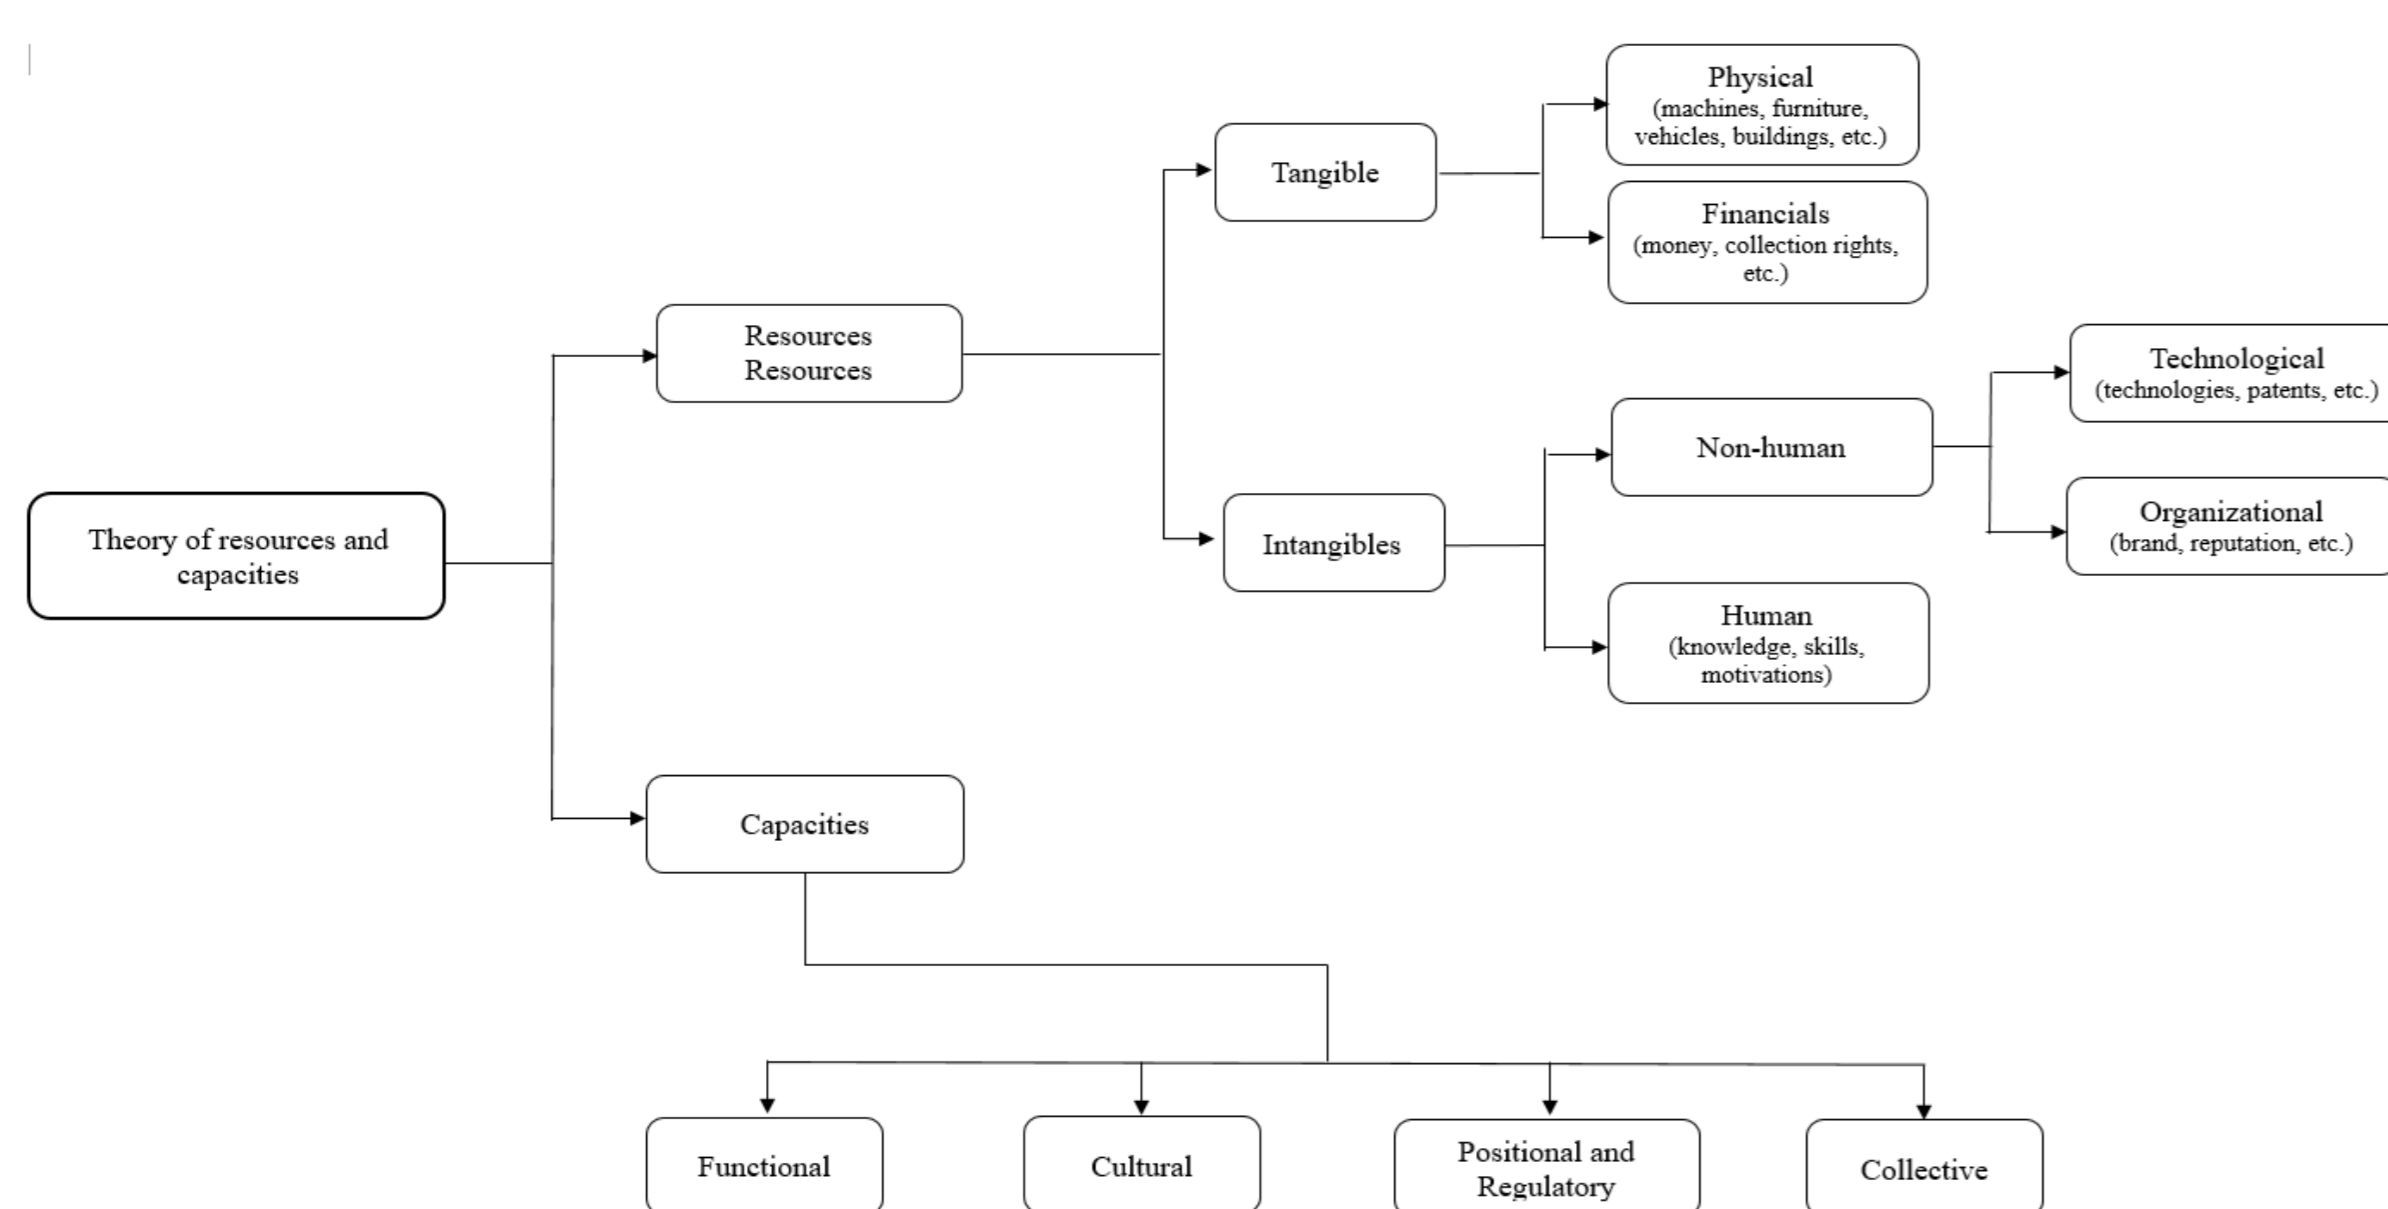 Physical
(machines, furniture,
vehicles, buildings, etc.)
Tangible
Financials
(money, collection rights,
etc.)
Resources
Resources
Technological
(technologies, patents, etc.)
Non-human
Theory of resources and
capacities
Intangibles
Organizational
(brand, reputation, etc.)
Human
(knowledge, skills,
motivations)
Capacities
Functional
Cultural
Positional and
Regulatory
Collective